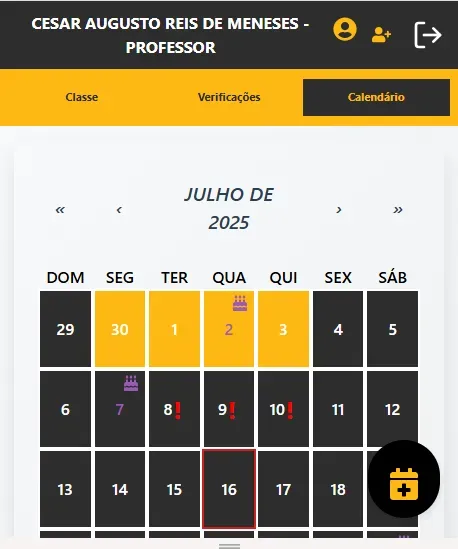 CESAR AUGUSTO REIS DE MENESES -
PROFESSOR
Classe Verificações Calendário
« ‹ JULHO DE
2025 › »
DOM SEG TER QUA QUI SEX SÁB
29 30 1 2 3 4 5
6 7 8 9 10 11 12
13 14 15 16 17 18